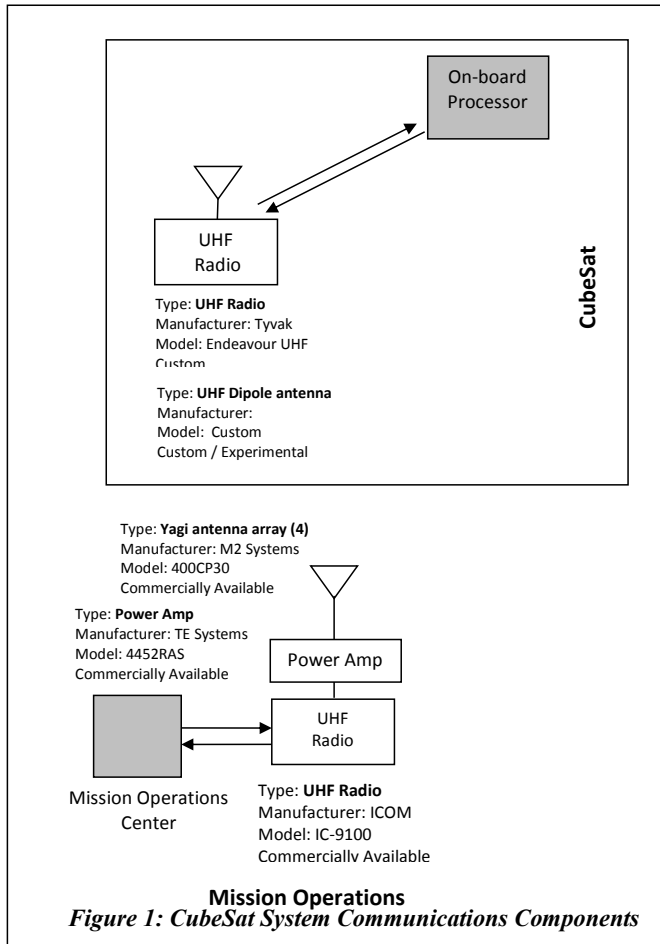 On-board
Processor
UHF
Radio
CubeSat
Type: UHF Radio
Manufacturer: Tyvak
Model: Endeavour UHF
Custom
Type: UHF Dipole antenna
Manufacturer:
Model: Custom
Custom / Experimental
Type: Yagi antenna array (4)
Manufacturer: M2 Systems
Model: 400CP30
Commercially Available
Type: Power Amp
Manufacturer: TE Systems
Model: 4452RAS
Commercially Available
Power Amp
UHF
Radio
Mission Operations
Center
Type: UHF Radio
Manufacturer: ICOM
Model: IC-9100
Commercially Available
Mission Operations
Figure 1: CubeSat System Communications Components